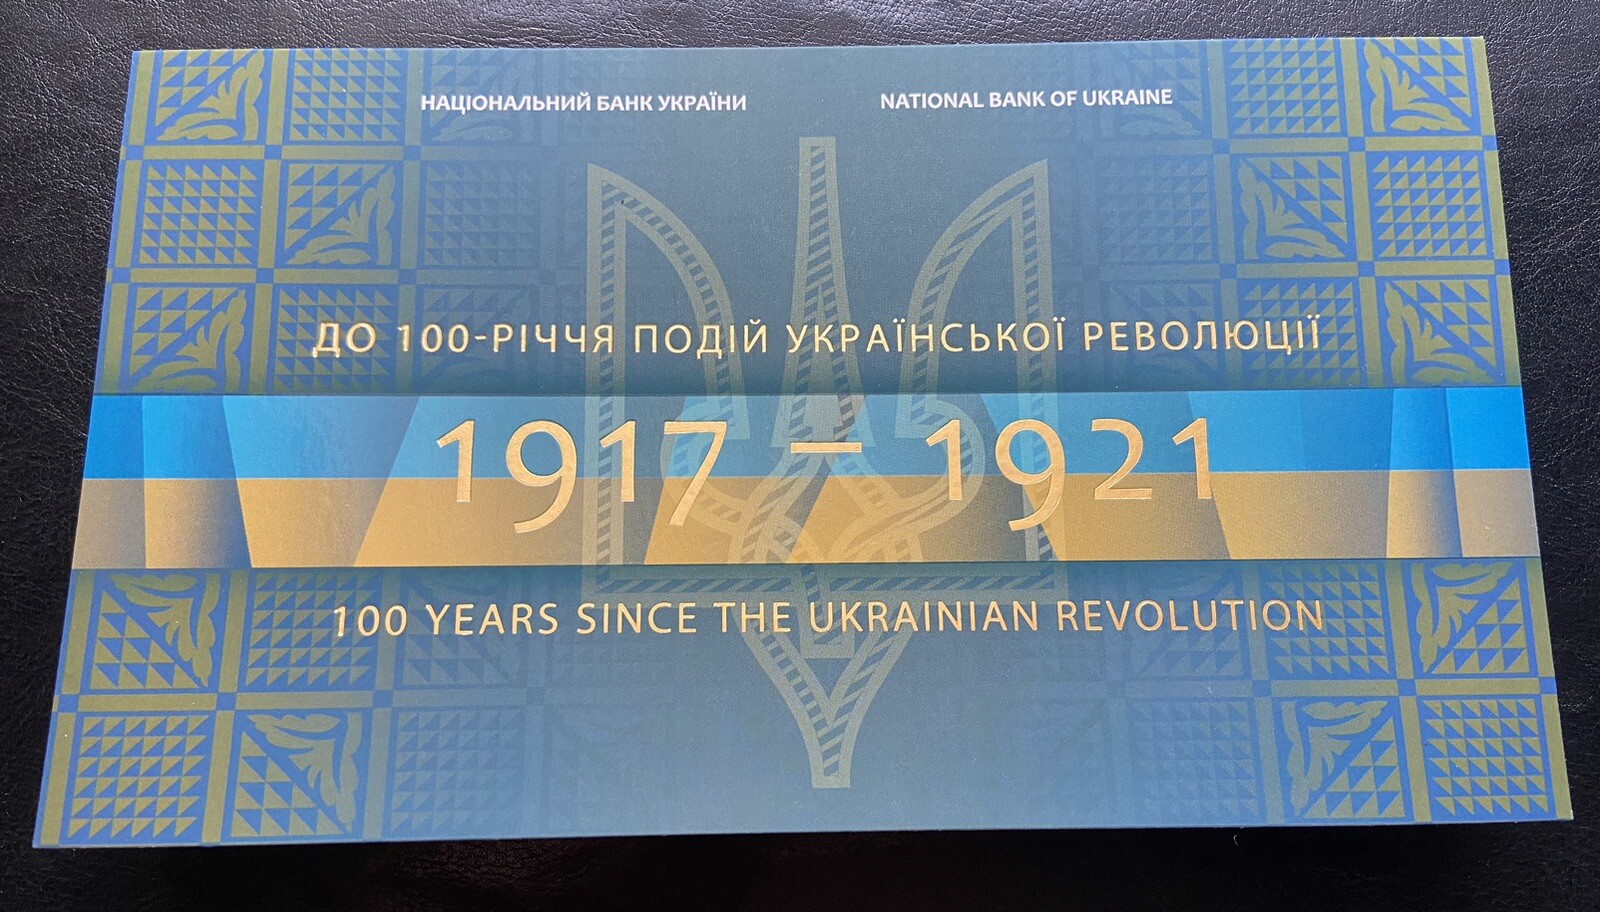 НАЦІОНАЛЬНИЙ БАНК УКРАЇНИ
NATIONAL BANK OF UKRAINE
ДО 100-РІЧЧЯ ПОДІЙ УКРАЇНСЬКОЇ РЕВОЛЮЦІЇ
1917 – 1921
100 YEARS SINCE THE UKRAINIAN REVOLUTION